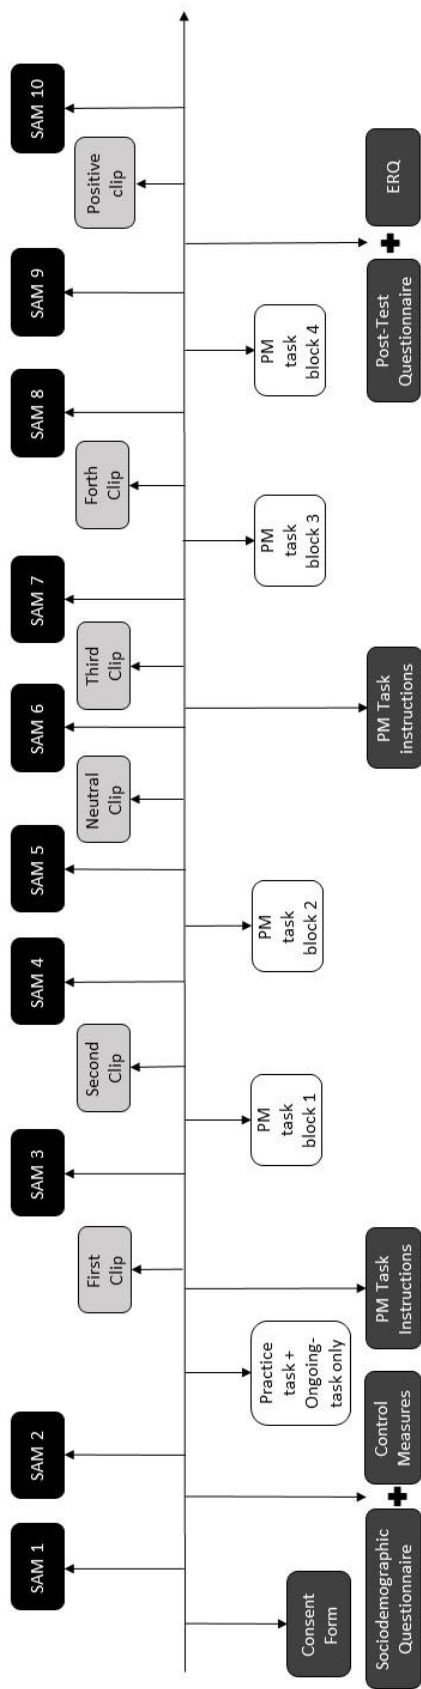 SAM 1
SAM 2
SAM 3
SAM 4
SAM 5
SAM 6
SAM 7
SAM 8
SAM 9
SAM 10
First
Clip
Second
Clip
Neutral
Clip
Third
Clip
Forth
Clip
Positive
clip
Practice
task +
Ongoing-
task only
PM
task
block 1
PM
task
block 2
PM
task
block 3
PM
task
block 4
Consent
Form
Sociodemographic
Questionnaire
+
Control
Measures
PM Task
Instructions
PM Task
instructions
Post-Test
Questionnaire
+
ERQ